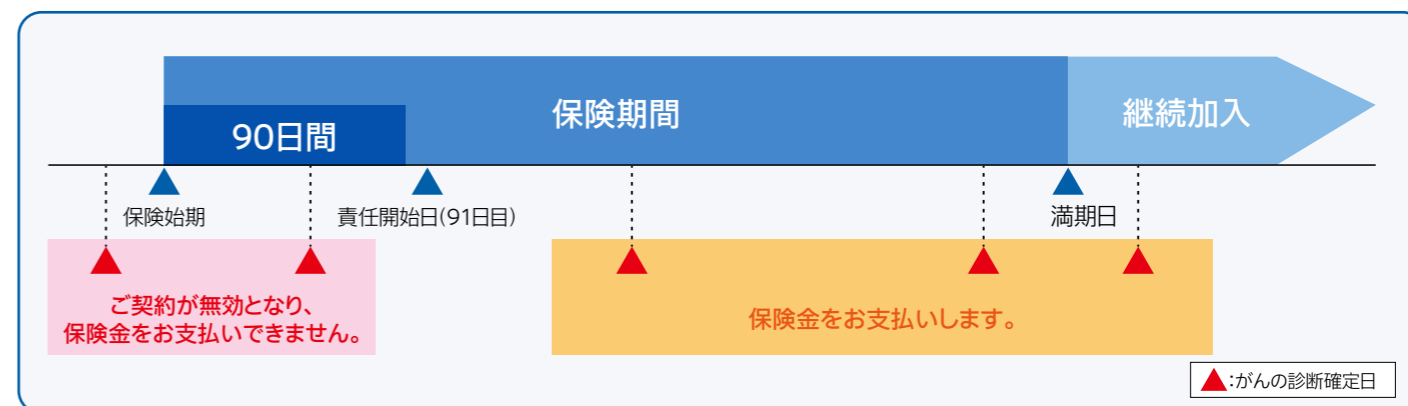 保険期間
継続加入
90日間
保険始期
責任開始日(91日目)
満期日
ご契約が無効となり、
保険金をお支払いできません。
保険金をお支払いします。
▲:がんの診断確定日